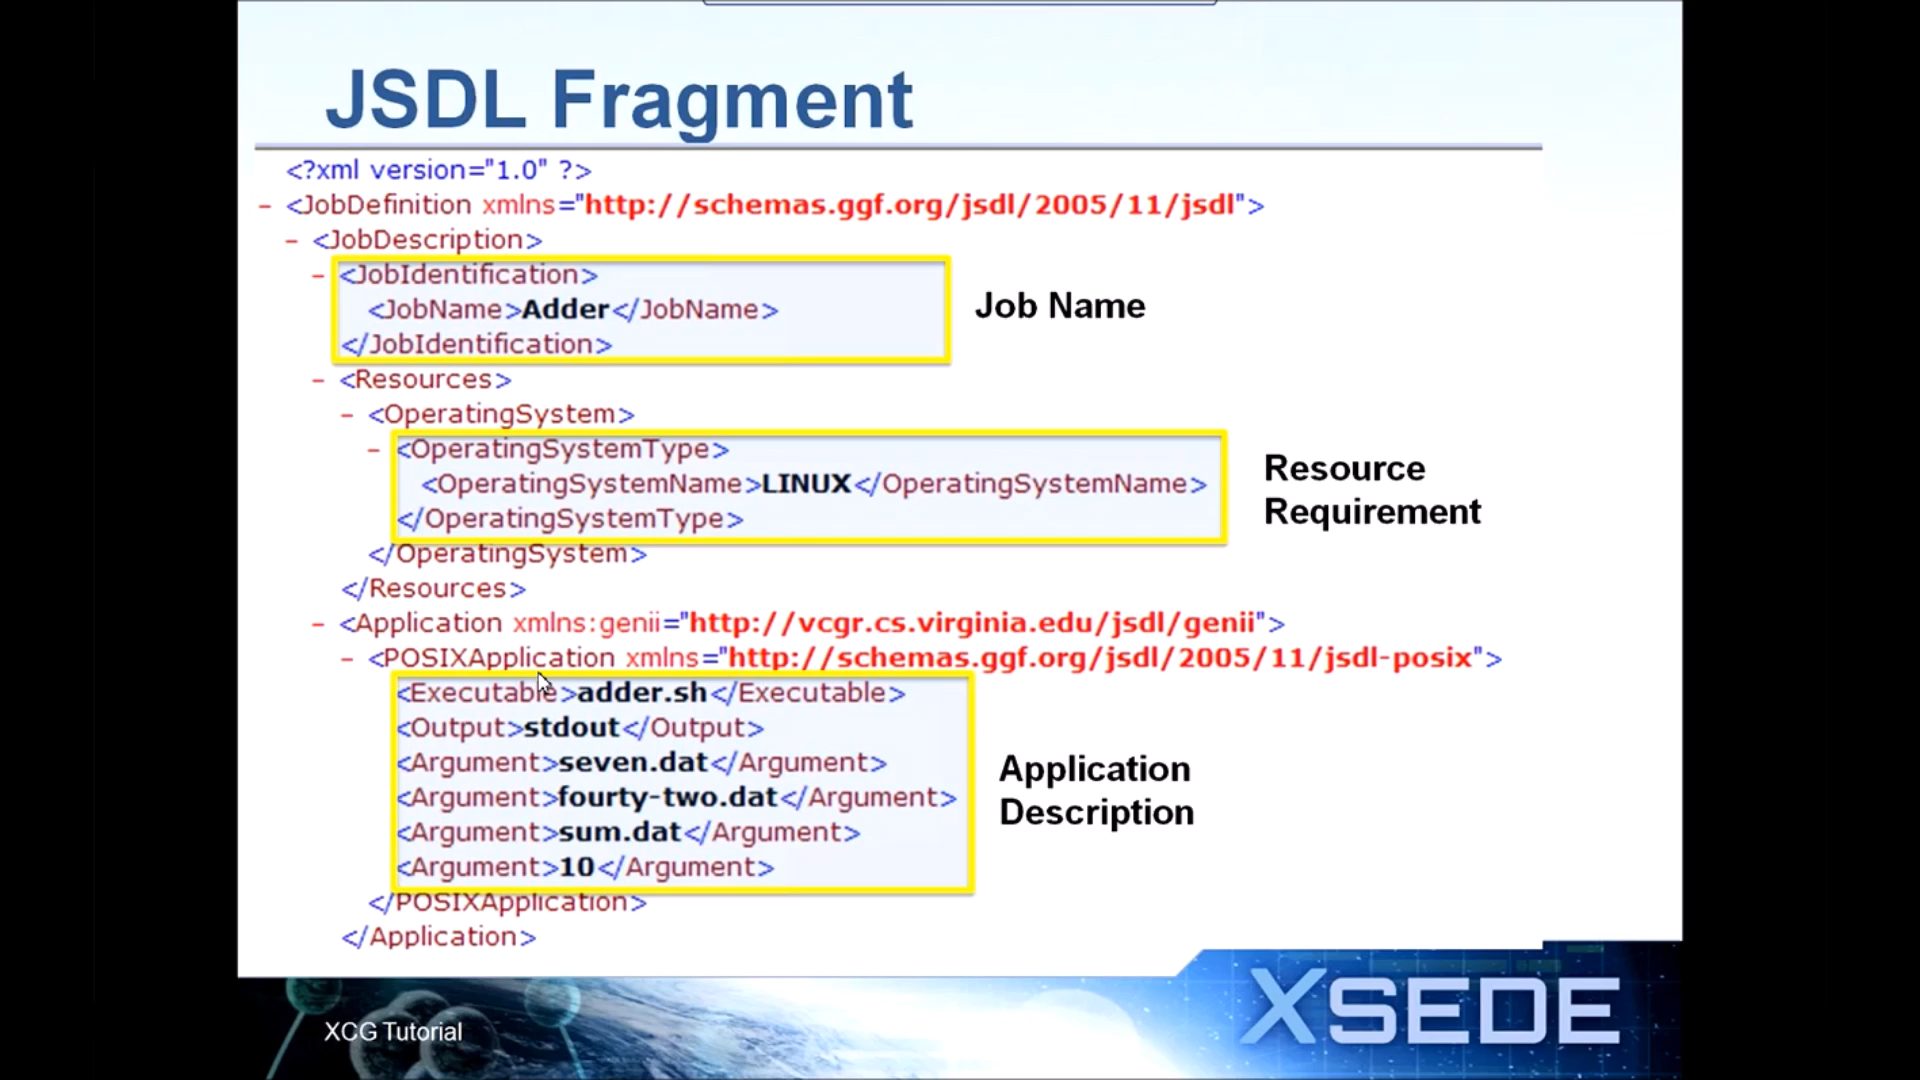 JSDL Fragment
<?xml version="1.0" ?>
- <JobDefinition xmlns="http://schemas.ggf.org/jsdl/2005/11/jsdl">
- <JobDescription>
- <JobIdentification>
<JobName>Adder</JobName>
</JobIdentification>
Job Name
- <Resources>
- <OperatingSystem>
- <OperatingSystemType>
<OperatingSystemName>LINUX</OperatingSystemName>
</OperatingSystemType>
Resource
Requirement
</OperatingSystem>
</Resources>
- <Application xmlns:genii="http://vcgr.cs.virginia.edu/jsdl/genii">
- <POSIXApplication xmlns="http://schemas.ggf.org/jsdl/2005/11/jsdl-posix">
<Executable>adder.sh</Executable>
<Output>stdout</Output>
<Argument>seven.dat</Argument>
<Argument>fourty-two.dat</Argument>
<Argument>sum.dat</Argument>
<Argument>10</Argument>
Application
Description
</POSIXApplication>
</Application>
XCG Tutorial
XSEDE